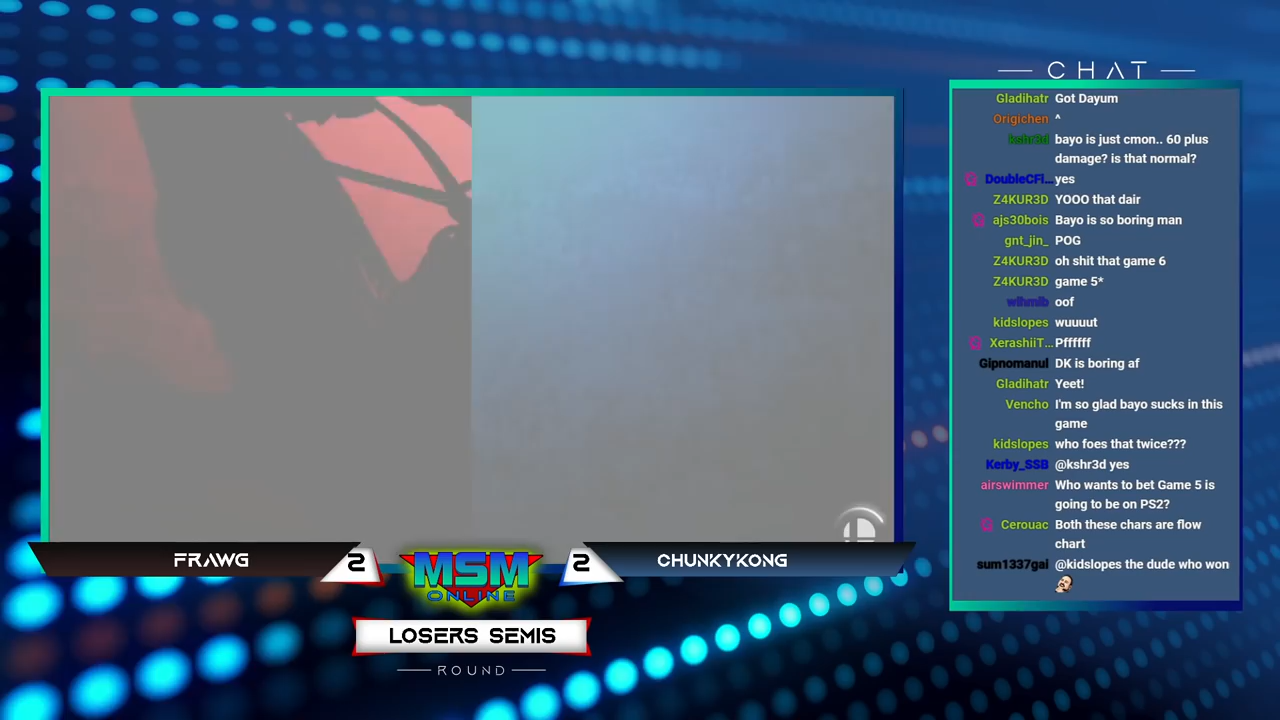 CHAT
Gladihatr Got Dayum
Origichen ^
kshr3d bayo is just cmon.. 60 plus
damage? is that normal?
DoubleCFi... yes
Z4KUR3D YOOO that dair
ajs30bois Bayo is so boring man
gnt_jin_ POG
Z4KUR3D oh shit that game 6
Z4KUR3D game 5*
wihmlb oof
kidslopes wuuuut
XerashiiT... Pffffff
Gipnomanul DK is boring af
Gladihatr Yeet!
Vencho I'm so glad bayo sucks in this
game
kidslopes who foes that twice???
Kerby_SSB @kshr3d yes
airswimmer Who wants to bet Game 5 is
going to be on PS2?
Cerouac Both these chars are flow
chart
sum1337gai @kidslopes the dude who won
FRAWG 2
MSM
ONLINE
2 CHUNKYKONG
LOSERS SEMIS
ROUND